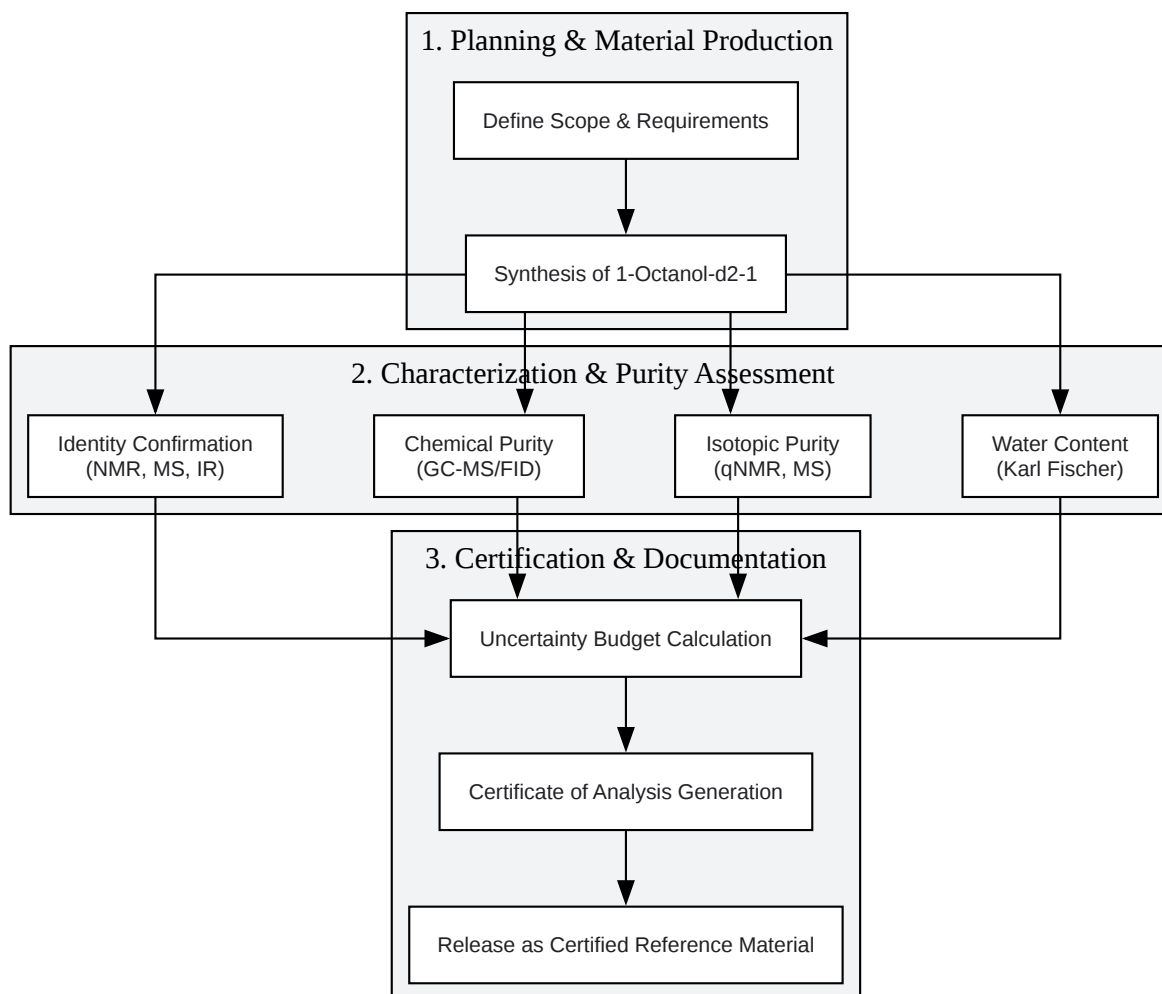 1. Planning & Material Production
Define Scope & Requirements
Synthesis of 1-Octanol-d2-1
2. Characterization & Purity Assessment
Identity Confirmation
(NMR, MS, IR)
Chemical Purity
(GC-MS/FID)
Isotopic Purity
(qNMR, MS)
Water Content
(Karl Fischer)
3. Certification & Documentation
Uncertainty Budget Calculation
Certificate of Analysis Generation
Release as Certified Reference Material